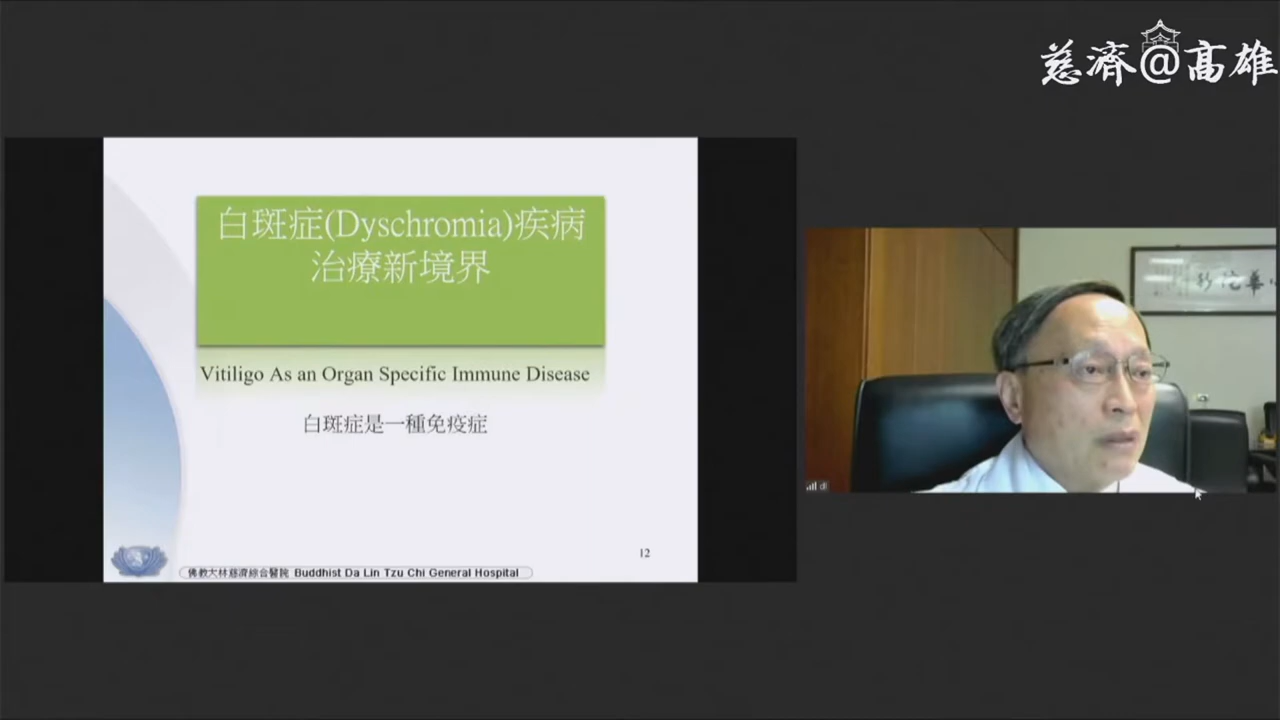 慈濟@高雄
白斑症(Dyschromia)疾病
治療新境界
Vitiligo As an Organ Specific Immune Disease
白斑症是一種免疫症
12
佛教大林慈濟綜合醫院 Buddhist Da Lin Tzu Chi General Hospital